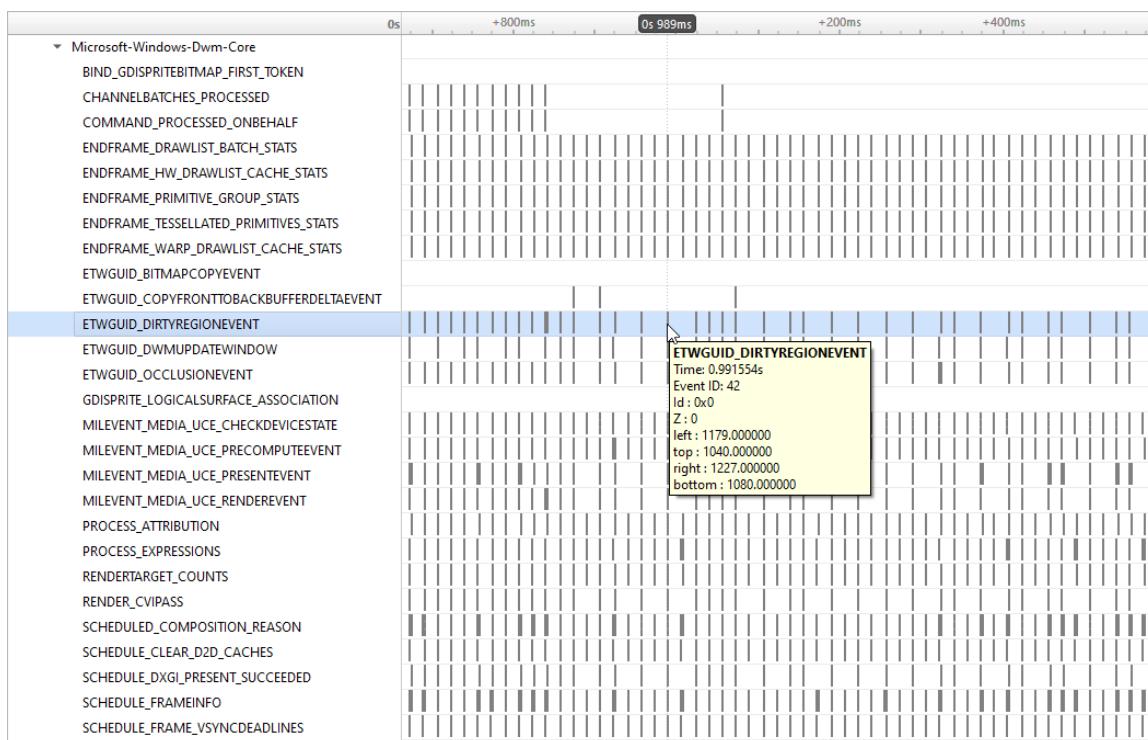 0s +800ms 0s 989ms +200ms +400ms
Microsoft-Windows-Dwm-Core
BIND_GDISPRITEBITMAP_FIRST_TOKEN
CHANNELBATCHES_PROCESSED
COMMAND_PROCESSED_ONBEHALF
ENDFRAME_DRAWLIST_BATCH_STATS
ENDFRAME_HW_DRAWLIST_CACHE_STATS
ENDFRAME_PRIMITIVE_GROUP_STATS
ENDFRAME_TESSELLATED_PRIMITIVES_STATS
ENDFRAME_WARP_DRAWLIST_CACHE_STATS
ETWGUID_BITMAPCOPYEVENT
ETWGUID_COPYFRONTTOBACKBUFFERDELTAEVENT
ETWGUID_DIRTYREGIONEVENT
ETWGUID_DWMUPDATEWINDOW
ETWGUID_OCCLUSIONEVENT
GDISPRITE_LOGICALSURFACE_ASSOCIATION
MILEVENT_MEDIA_UCE_CHECKDEVICESTATE
MILEVENT_MEDIA_UCE_PRECOMPUTEEVENT
MILEVENT_MEDIA_UCE_PRESENTEVENT
MILEVENT_MEDIA_UCE_RENDEREVENT
PROCESS_ATTRIBUTION
PROCESS_EXPRESSIONS
RENDERTARGET_COUNTS
RENDER_CVIPASS
SCHEDULED_COMPOSITION_REASON
SCHEDULE_CLEAR_D2D_CACHES
SCHEDULE_DXGI_PRESENT_SUCCEEDED
SCHEDULE_FRAMEINFO
SCHEDULE_FRAME_VSYNCDEADLINES
ETWGUID_DIRTYREGIONEVENT
Time: 0.991554s
Event ID: 42
Id : 0x0
Z : 0
left : 1179.000000
top : 1040.000000
right : 1227.000000
bottom : 1080.000000